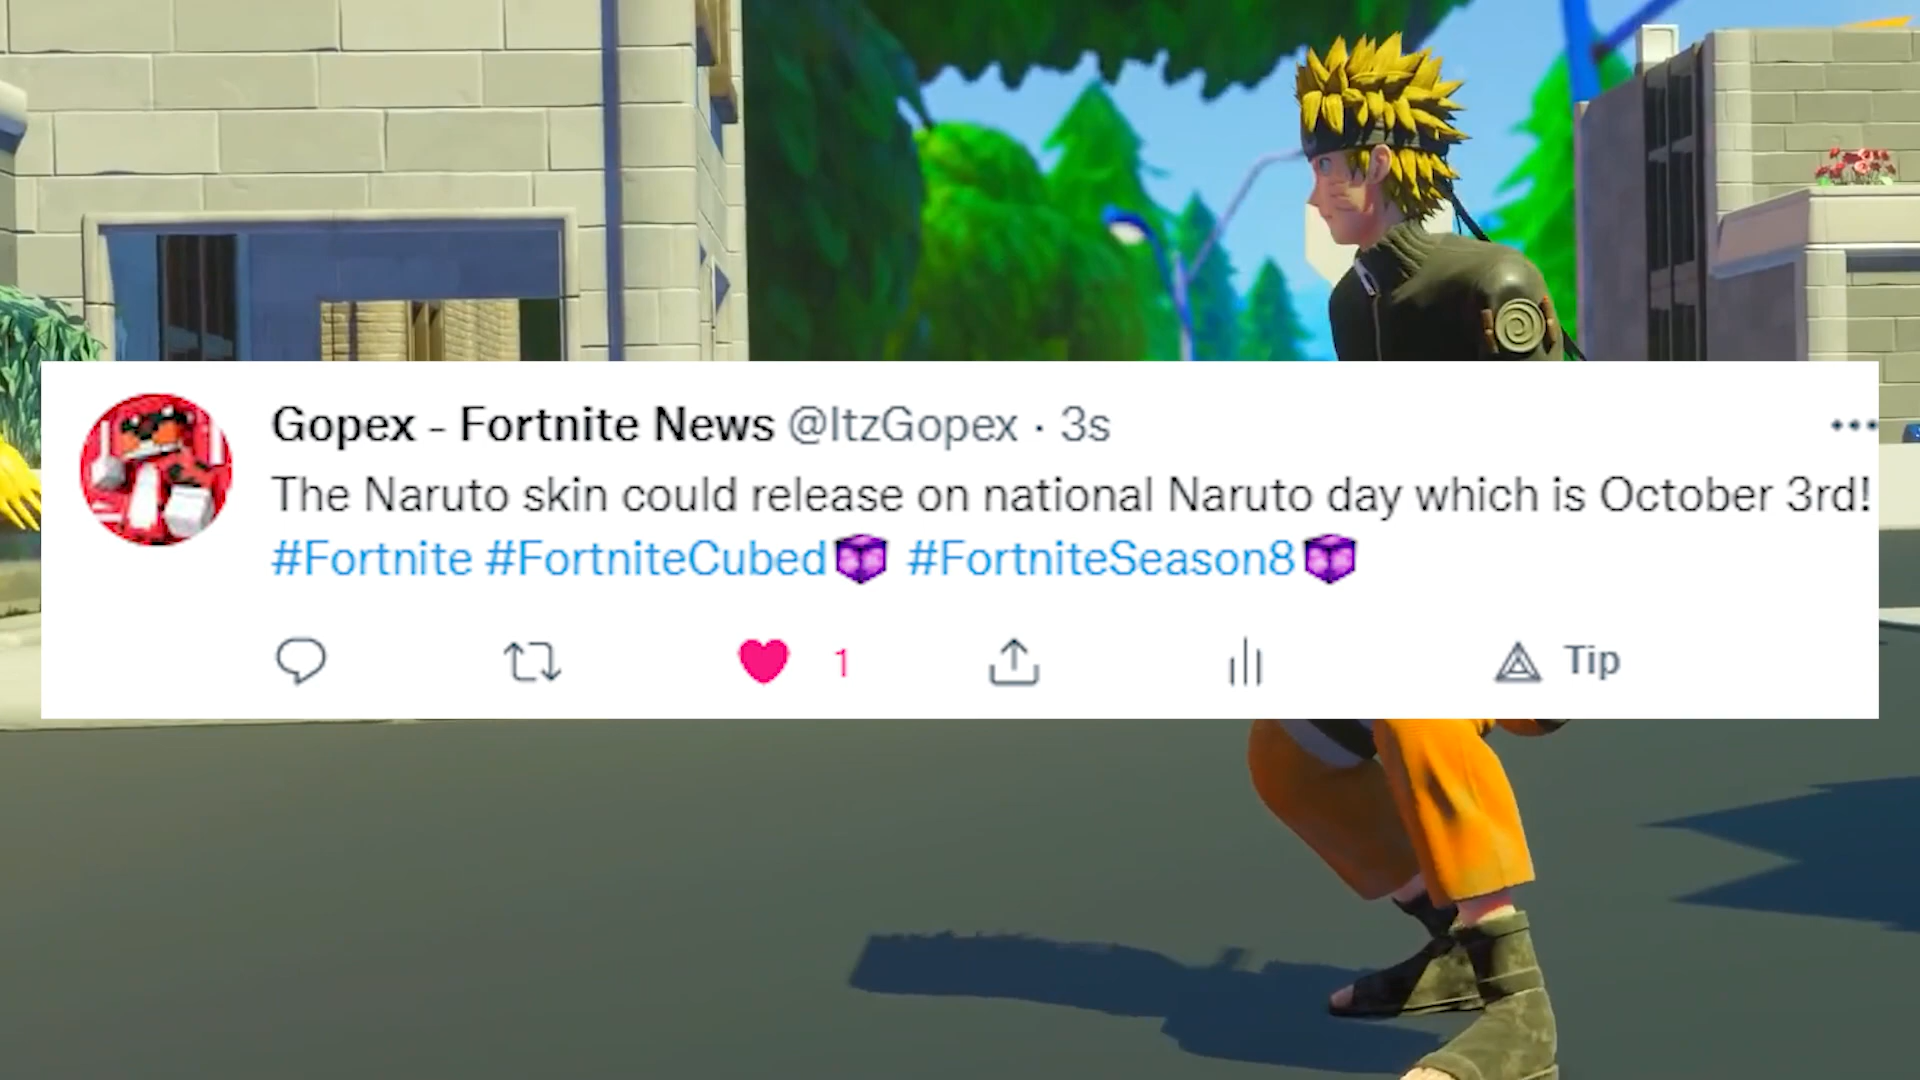 Gopex - Fortnite News @ItzGopex · 3s
The Naruto skin could release on national Naruto day which is October 3rd!
#Fortnite #FortniteCubed #FortniteSeason8
1 Tip